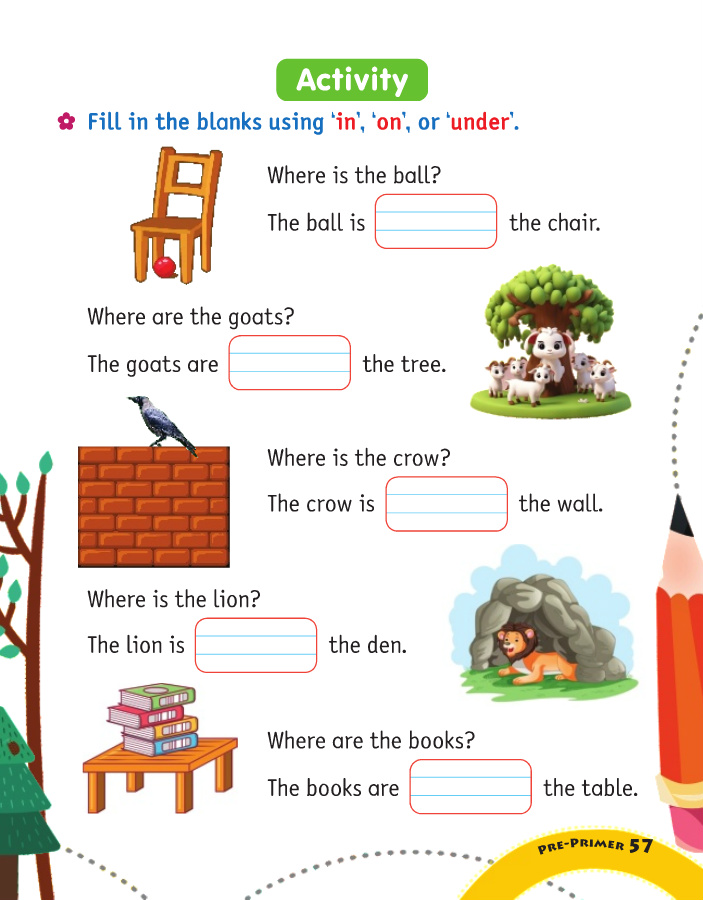 Activity
Fill in the blanks using ‘in’, ‘on’, or ‘under’.
Where is the ball?
The ball is the chair.
Where are the goats?
The goats are the tree.
Where is the crow?
The crow is the wall.
Where is the lion?
The lion is the den.
Where are the books?
The books are the table.
PRE-PRIMER 57